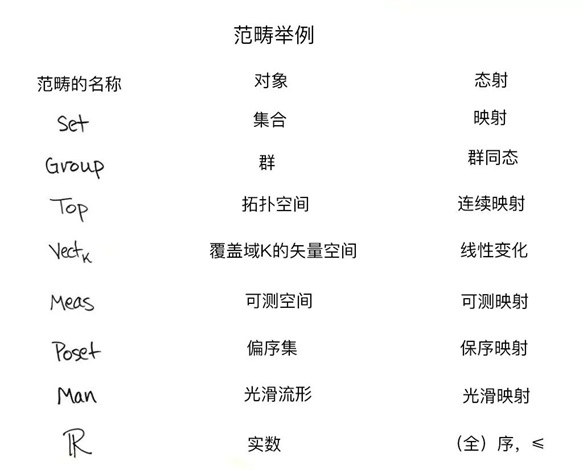 范畴举例
范畴的名称 对象 态射
Set 集合 映射
Group 群 群同态
Top 拓扑空间 连续映射
Vect_K 覆盖域K的矢量空间 线性变化
Meas 可测空间 可测映射
Poset 偏序集 保序映射
Man 光滑流形 光滑映射
ℝ 实数 （全）序，≤